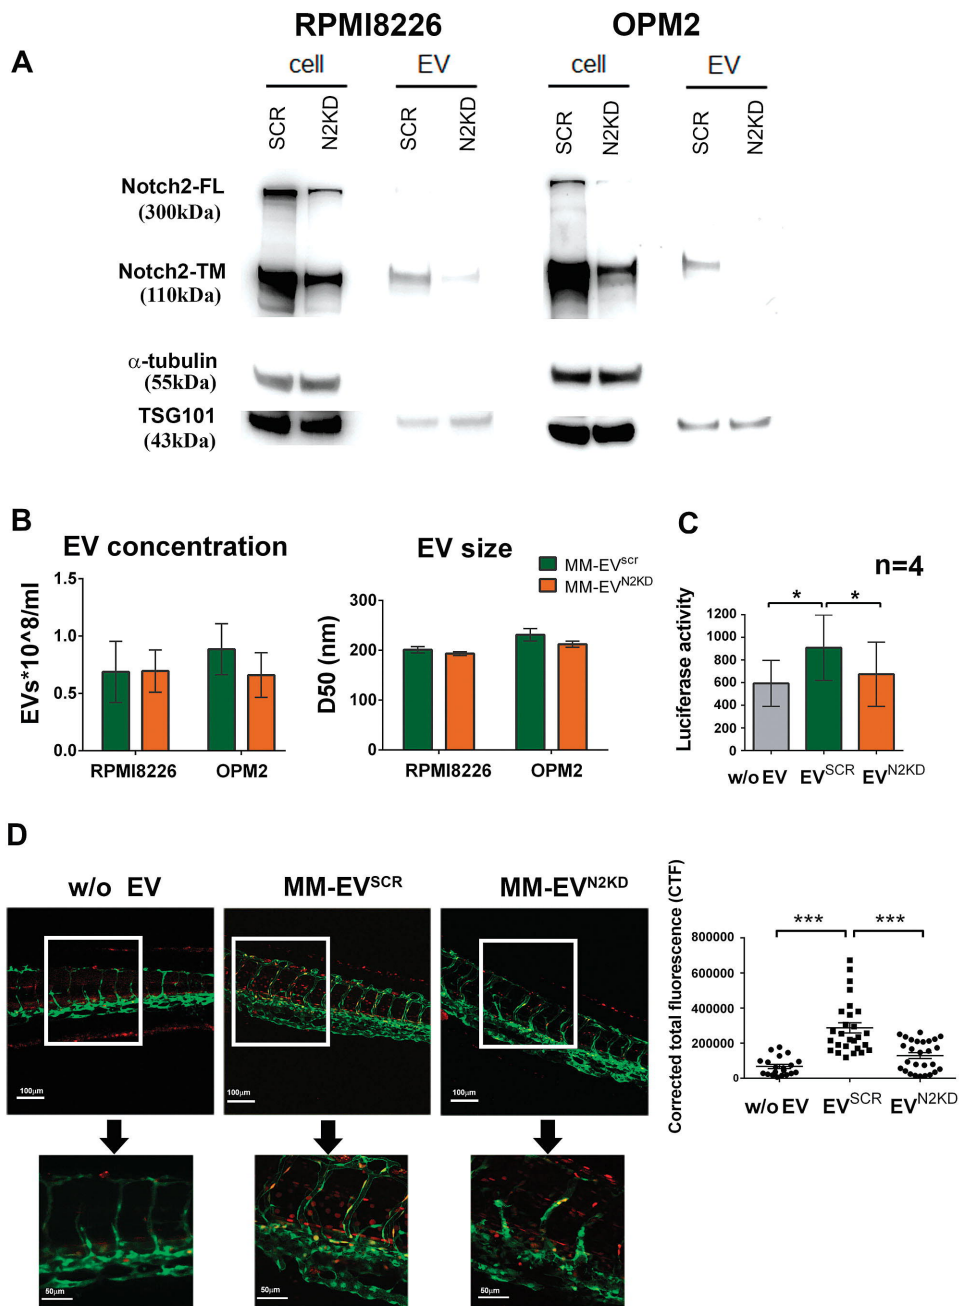 RPMI8226 OPM2
A
cell EV cell EV
SCR N2KD SCR N2KD SCR N2KD SCR N2KD
Notch2-FL
(300kDa)
Notch2-TM
(110kDa)
α-tubulin
(55kDa)
TSG101
(43kDa)
B
EV concentration
EVs*10^8/ml
1.5
1.0
0.5
0.0
RPMI8226 OPM2
EV size
MM-EVscr
MM-EVN2KD
D50 (nm)
300
200
100
0
RPMI8226 OPM2
C
n=4
Luciferase activity
* *
1200
1000
800
600
400
200
0
w/o EV EVSCR EVN2KD
D
w/o EV MM-EVSCR MM-EVN2KD
100μm 100μm 100μm
50μm 50μm 50μm
Corrected total fluorescence (CTF)
*** ***
800000
600000
400000
200000
0
w/o EV EVSCR EVN2KD